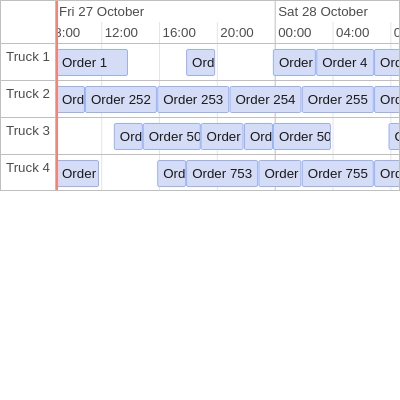 Fri 27 October Sat 28 October
3:00 12:00 16:00 20:00 00:00 04:00
Truck 1 Order 1 Ord Order Order 4 Ord
Truck 2 Ord Order 252 Order 253 Order 254 Order 255 Ord
Truck 3 Ord Order 50 Order Ord Order 50
Truck 4 Order Ord Order 753 Order Order 755 Ord